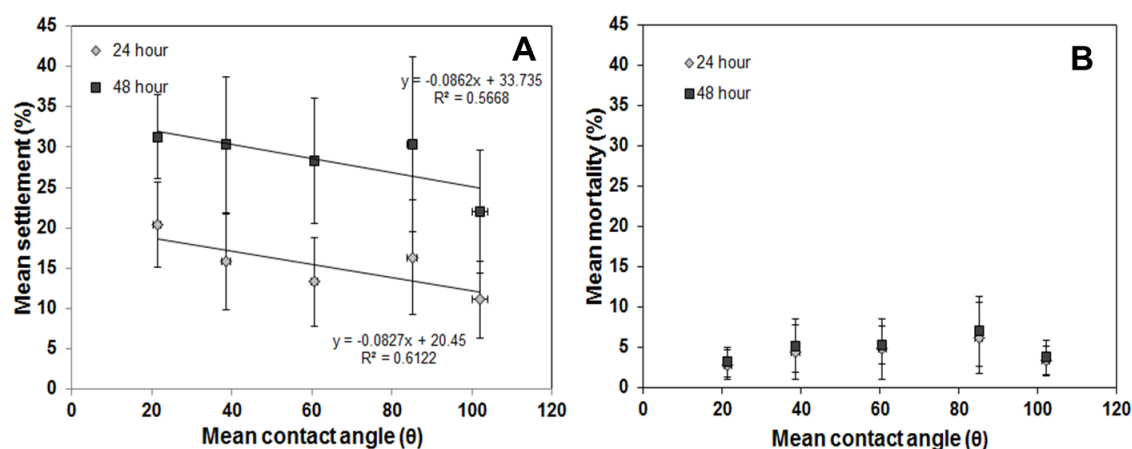 A
24 hour
48 hour
y = -0.0862x + 33.735
R² = 0.5668
y = -0.0827x + 20.45
R² = 0.6122
Mean settlement (%)
45
40
35
30
25
20
15
10
5
0
0 20 40 60 80 100 120
Mean contact angle (θ)
B
24 hour
48 hour
Mean mortality (%)
45
40
35
30
25
20
15
10
5
0
0 20 40 60 80 100 120
Mean contact angle (θ)